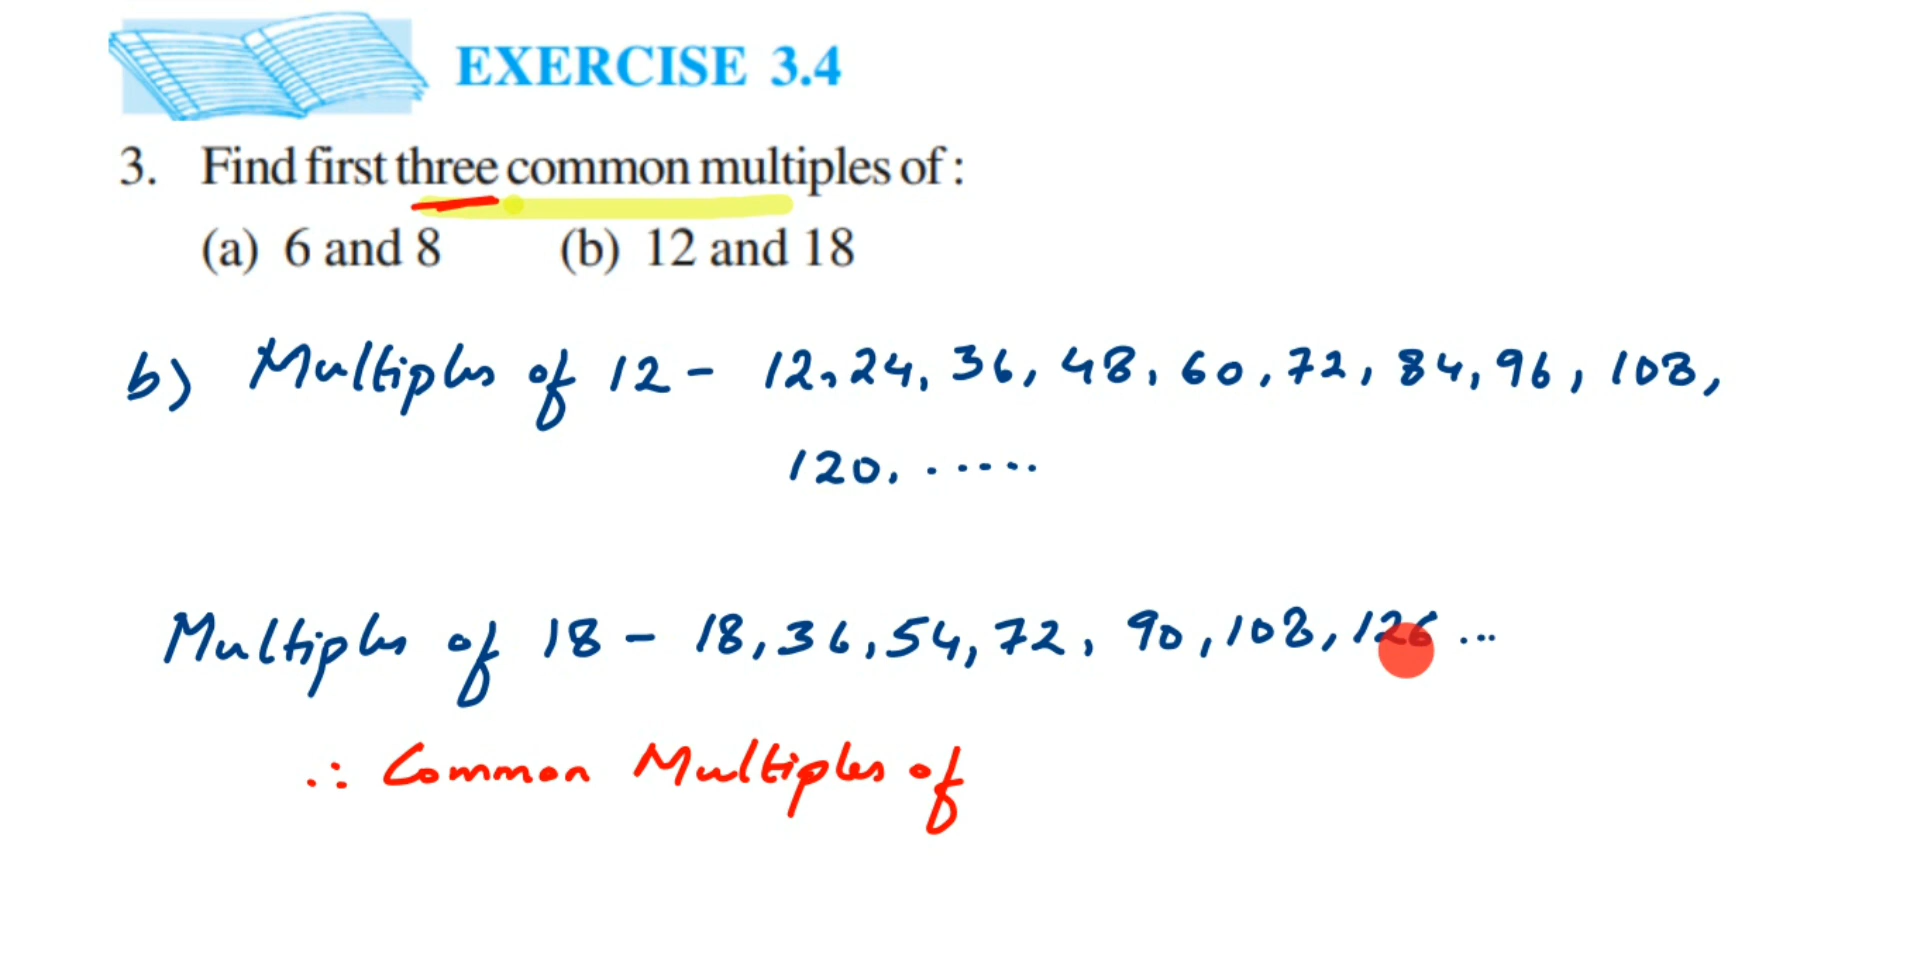 EXERCISE 3.4
3. Find first three common multiples of :
(a) 6 and 8 (b) 12 and 18
b) Multiples of 12 - 12, 24, 36, 48, 60, 72, 84, 96, 108,
120, ......
Multiples of 18 - 18, 36, 54, 72, 90, 108, 126 ...
∴ Common Multiples of